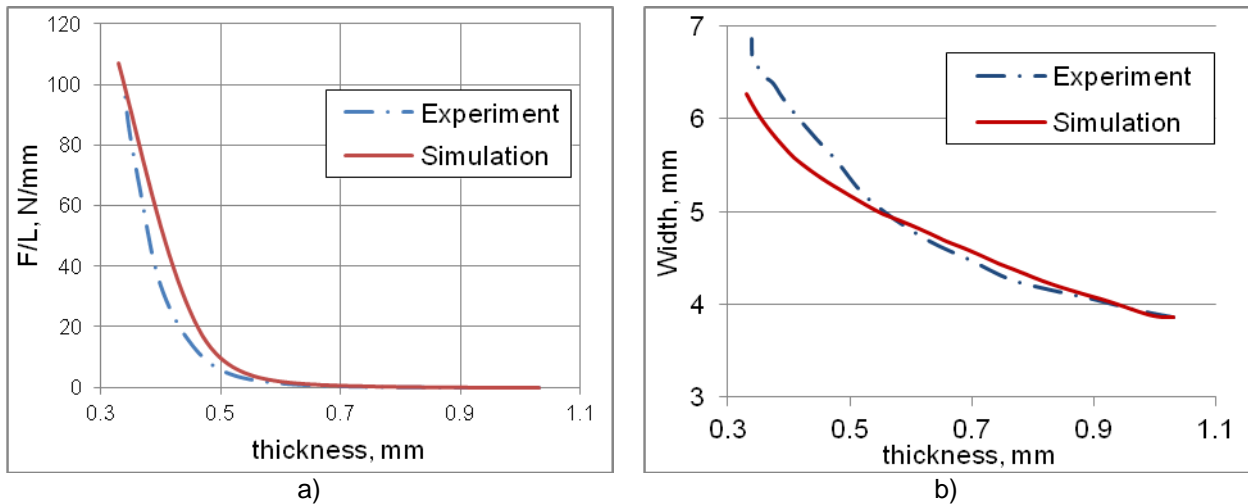 120
100
80
60
40
20
0
F/L, N/mm
Experiment
Simulation
0.3 0.5 0.7 0.9 1.1
thickness, mm
a)
7
6
5
4
3
Width, mm
Experiment
Simulation
0.3 0.5 0.7 0.9 1.1
thickness, mm
b)